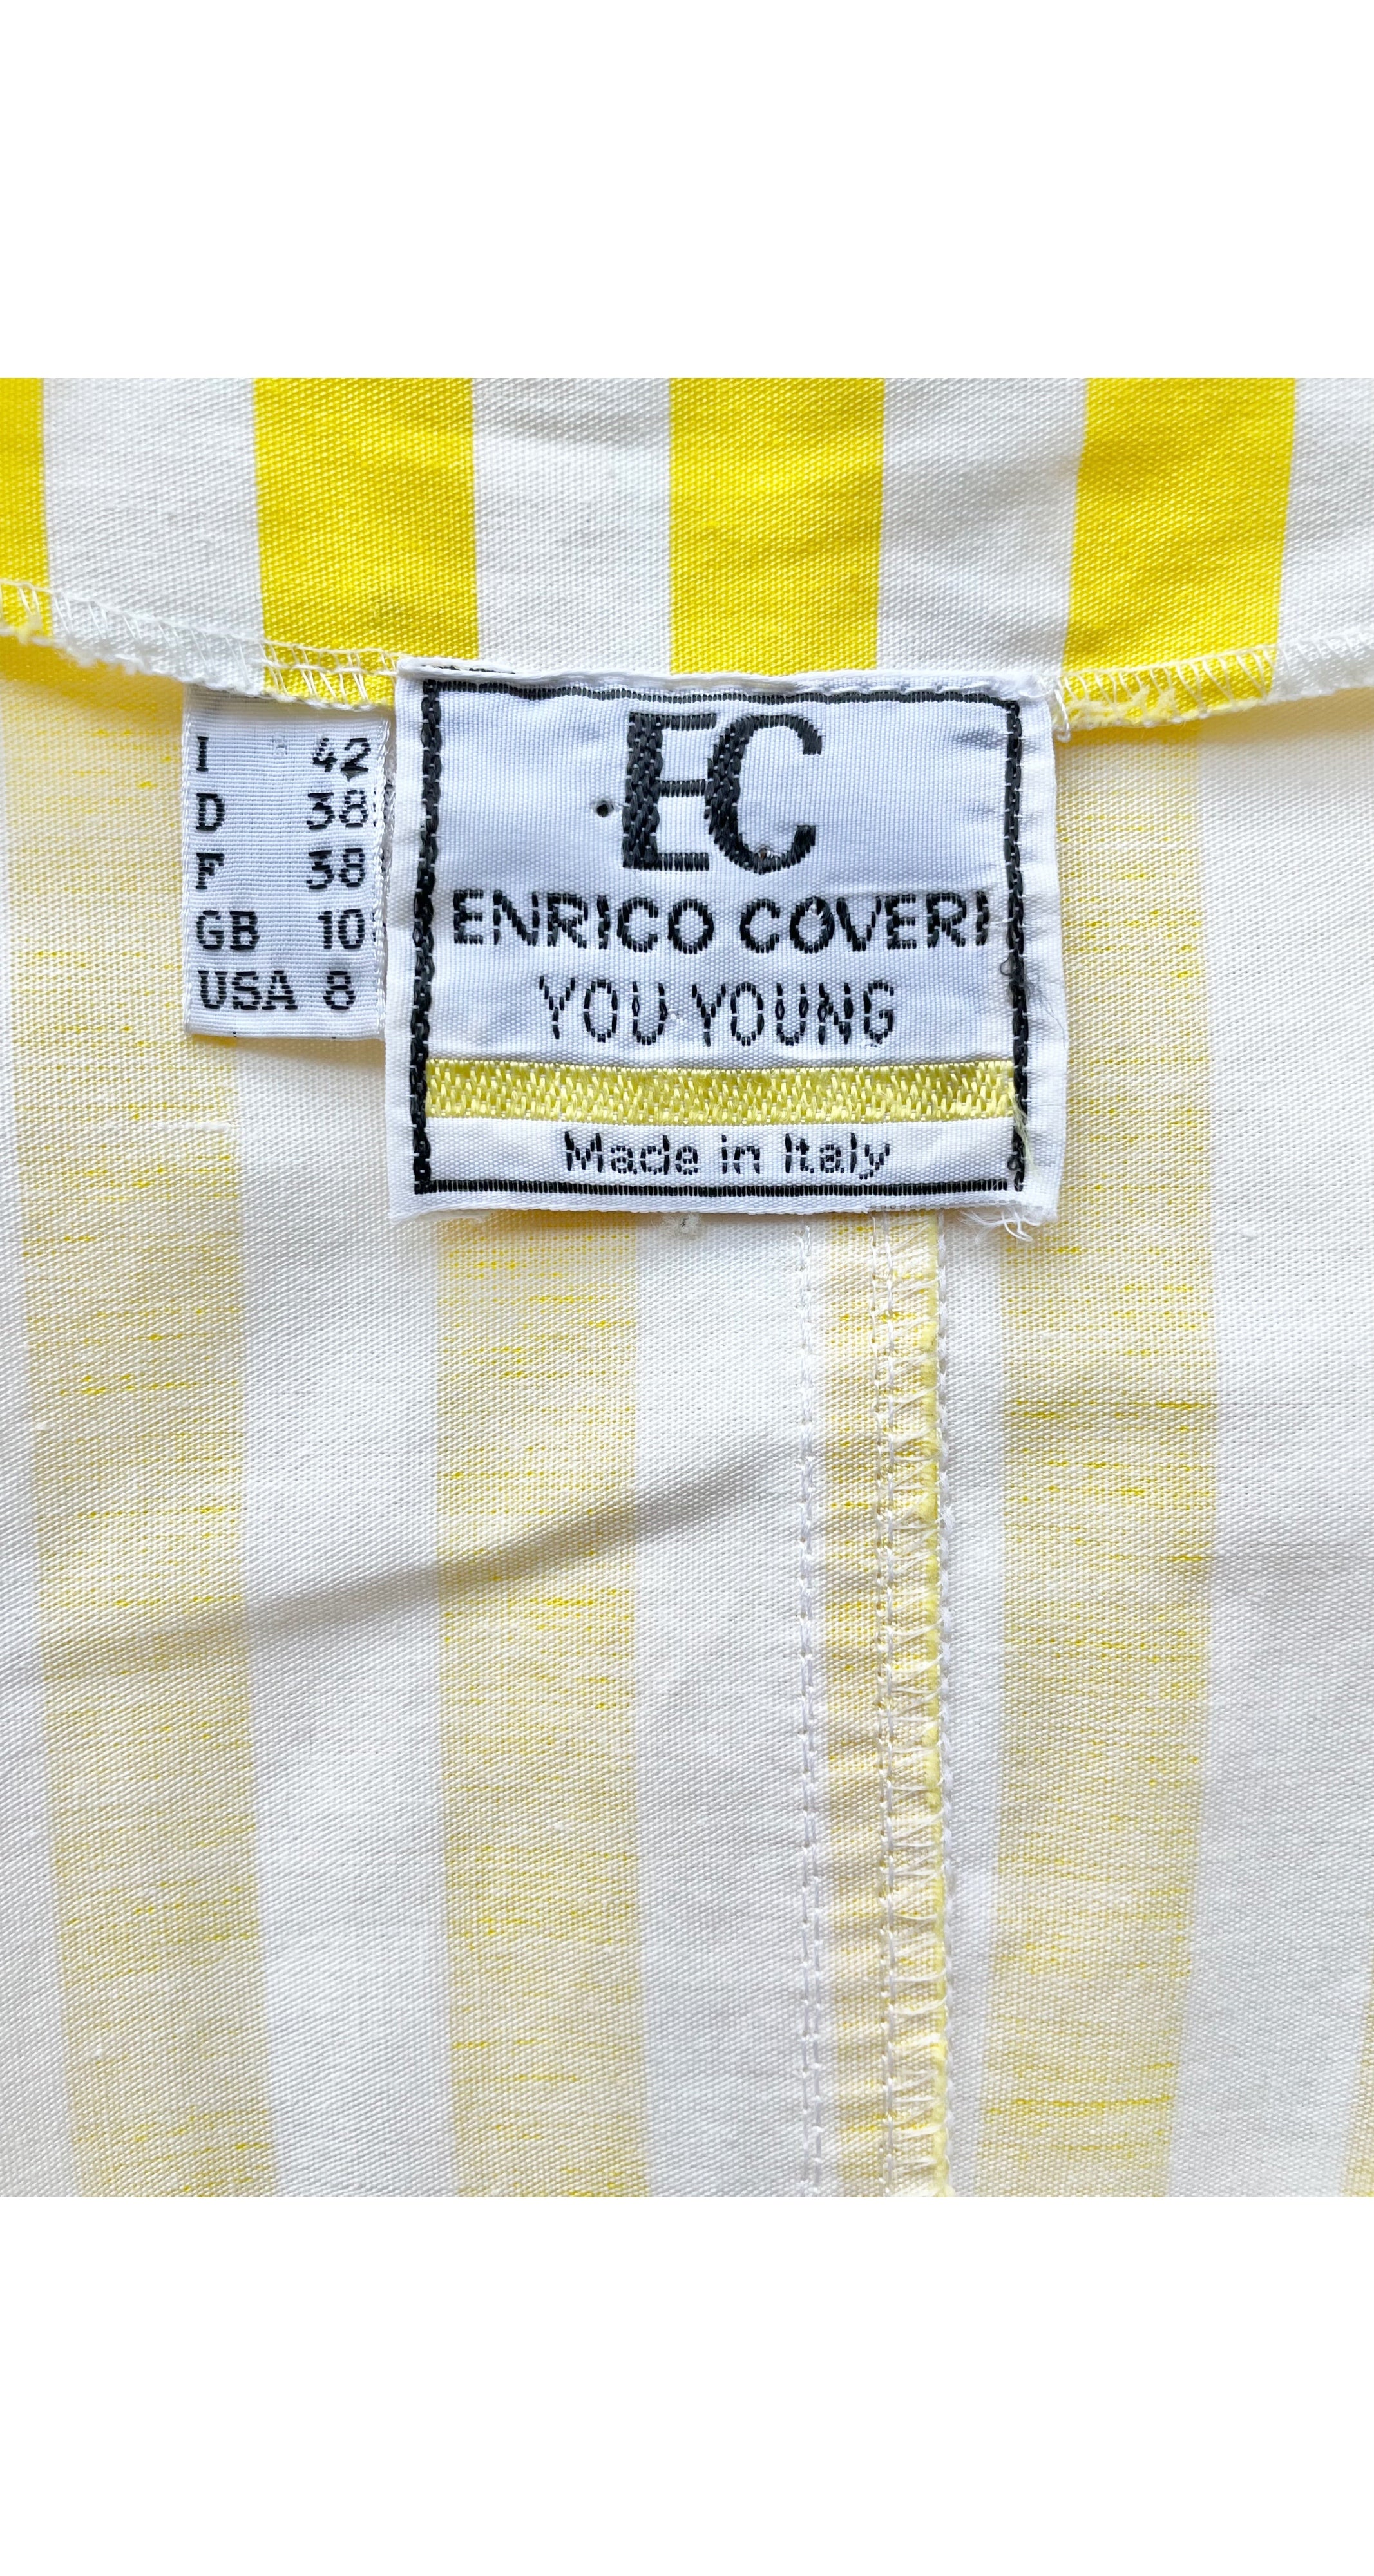 I 42
D 38
F 38
GB 10
USA 8
EC
ENRICO COVERI
YOU YOUNG
Made in Italy